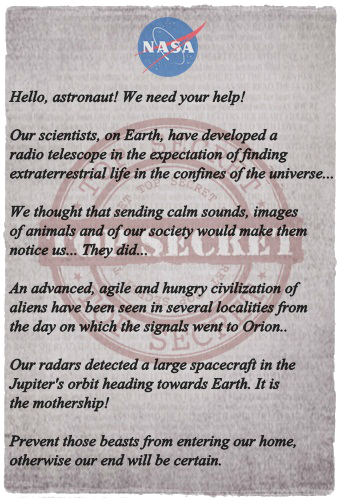 NASA
Hello, astronaut! We need your help!
Our scientists, on Earth, have developed a
radio telescope in the expectation of finding
extraterrestrial life in the confines of the universe...
We thought that sending calm sounds, images
of animals and of our society would make them
notice us... They did...
An advanced, agile and hungry civilization of
aliens have been seen in several localities from
the day on which the signals went to Orion..
Our radars detected a large spacecraft in the
Jupiter's orbit heading towards Earth. It is
the mothership!
Prevent those beasts from entering our home,
otherwise our end will be certain.